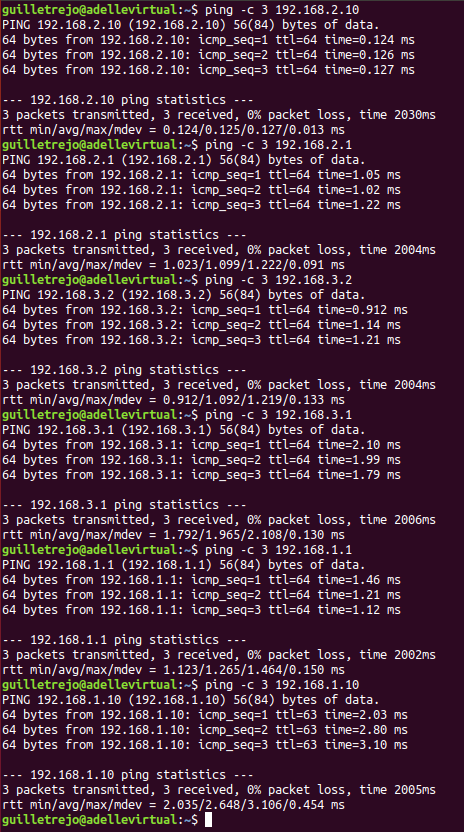 guilletrejo@adellevirtual:~$ ping -c 3 192.168.2.10
PING 192.168.2.10 (192.168.2.10) 56(84) bytes of data.
64 bytes from 192.168.2.10: icmp_seq=1 ttl=64 time=0.124 ms
64 bytes from 192.168.2.10: icmp_seq=2 ttl=64 time=0.126 ms
64 bytes from 192.168.2.10: icmp_seq=3 ttl=64 time=0.127 ms

--- 192.168.2.10 ping statistics ---
3 packets transmitted, 3 received, 0% packet loss, time 2030ms
rtt min/avg/max/mdev = 0.124/0.125/0.127/0.013 ms
guilletrejo@adellevirtual:~$ ping -c 3 192.168.2.1
PING 192.168.2.1 (192.168.2.1) 56(84) bytes of data.
64 bytes from 192.168.2.1: icmp_seq=1 ttl=64 time=1.05 ms
64 bytes from 192.168.2.1: icmp_seq=2 ttl=64 time=1.02 ms
64 bytes from 192.168.2.1: icmp_seq=3 ttl=64 time=1.22 ms

--- 192.168.2.1 ping statistics ---
3 packets transmitted, 3 received, 0% packet loss, time 2004ms
rtt min/avg/max/mdev = 1.023/1.099/1.222/0.091 ms
guilletrejo@adellevirtual:~$ ping -c 3 192.168.3.2
PING 192.168.3.2 (192.168.3.2) 56(84) bytes of data.
64 bytes from 192.168.3.2: icmp_seq=1 ttl=64 time=0.912 ms
64 bytes from 192.168.3.2: icmp_seq=2 ttl=64 time=1.14 ms
64 bytes from 192.168.3.2: icmp_seq=3 ttl=64 time=1.21 ms

--- 192.168.3.2 ping statistics ---
3 packets transmitted, 3 received, 0% packet loss, time 2004ms
rtt min/avg/max/mdev = 0.912/1.092/1.219/0.133 ms
guilletrejo@adellevirtual:~$ ping -c 3 192.168.3.1
PING 192.168.3.1 (192.168.3.1) 56(84) bytes of data.
64 bytes from 192.168.3.1: icmp_seq=1 ttl=64 time=2.10 ms
64 bytes from 192.168.3.1: icmp_seq=2 ttl=64 time=1.99 ms
64 bytes from 192.168.3.1: icmp_seq=3 ttl=64 time=1.79 ms

--- 192.168.3.1 ping statistics ---
3 packets transmitted, 3 received, 0% packet loss, time 2006ms
rtt min/avg/max/mdev = 1.792/1.965/2.108/0.130 ms
guilletrejo@adellevirtual:~$ ping -c 3 192.168.1.1
PING 192.168.1.1 (192.168.1.1) 56(84) bytes of data.
64 bytes from 192.168.1.1: icmp_seq=1 ttl=64 time=1.46 ms
64 bytes from 192.168.1.1: icmp_seq=2 ttl=64 time=1.21 ms
64 bytes from 192.168.1.1: icmp_seq=3 ttl=64 time=1.12 ms

--- 192.168.1.1 ping statistics ---
3 packets transmitted, 3 received, 0% packet loss, time 2002ms
rtt min/avg/max/mdev = 1.123/1.265/1.464/0.150 ms
guilletrejo@adellevirtual:~$ ping -c 3 192.168.1.10
PING 192.168.1.10 (192.168.1.10) 56(84) bytes of data.
64 bytes from 192.168.1.10: icmp_seq=1 ttl=63 time=2.03 ms
64 bytes from 192.168.1.10: icmp_seq=2 ttl=63 time=2.80 ms
64 bytes from 192.168.1.10: icmp_seq=3 ttl=63 time=3.10 ms

--- 192.168.1.10 ping statistics ---
3 packets transmitted, 3 received, 0% packet loss, time 2005ms
rtt min/avg/max/mdev = 2.035/2.648/3.106/0.454 ms
guilletrejo@adellevirtual:~$